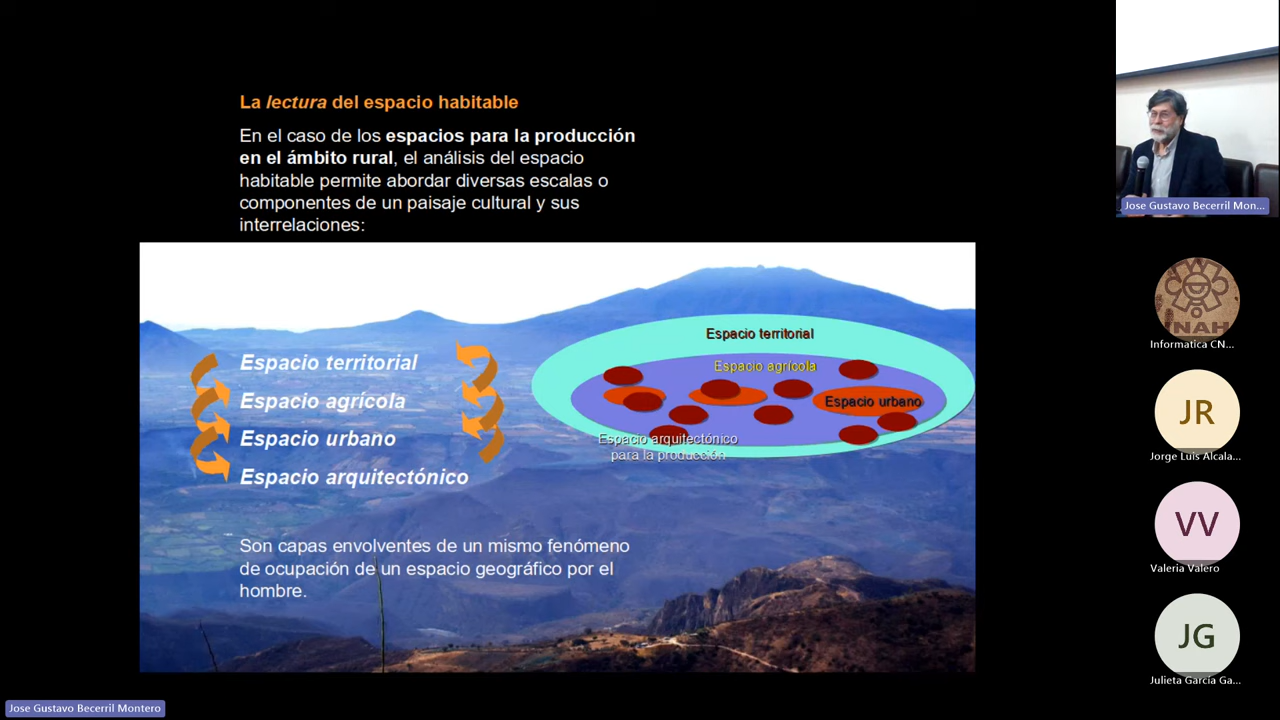 La lectura del espacio habitable
En el caso de los espacios para la producción
en el ámbito rural, el análisis del espacio
habitable permite abordar diversas escalas o
componentes de un paisaje cultural y sus
interrelaciones:
Espacio territorial
Espacio agrícola
Espacio urbano
Espacio arquitectónico
Espacio territorial
Espacio agrícola
Espacio urbano
Espacio arquitectónico
para la producción
Son capas envolventes de un mismo fenómeno
de ocupación de un espacio geográfico por el
hombre.
Jose Gustavo Becerril Mon...
INAH
Informatica CN...
JR
Jorge Luis Alcala...
VV
Valeria Valero
JG
Julieta García Ga...
Jose Gustavo Becerril Montero